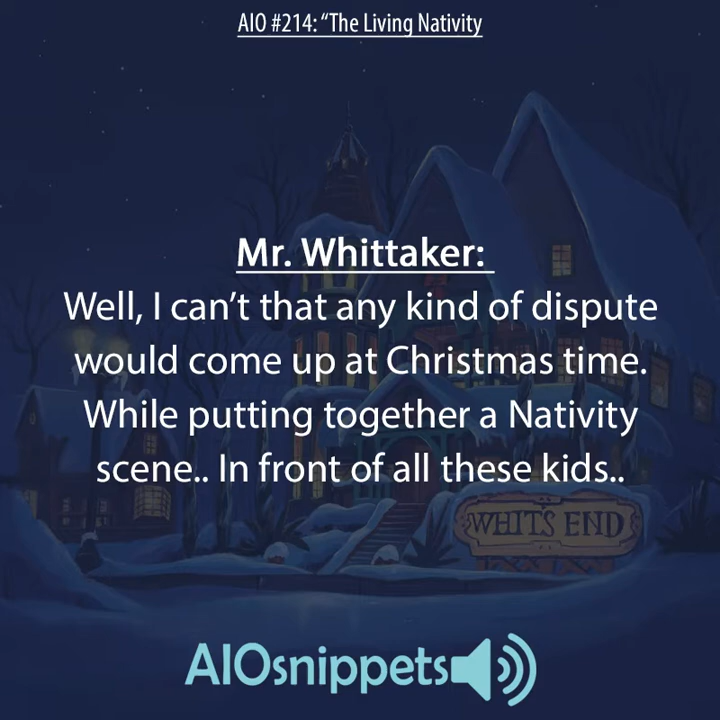 AIO #214: “The Living Nativity
Mr. Whittaker:
Well, I can’t that any kind of dispute
would come up at Christmas time.
While putting together a Nativity
scene.. In front of all these kids..
WHIT'S END
AIOsnippets